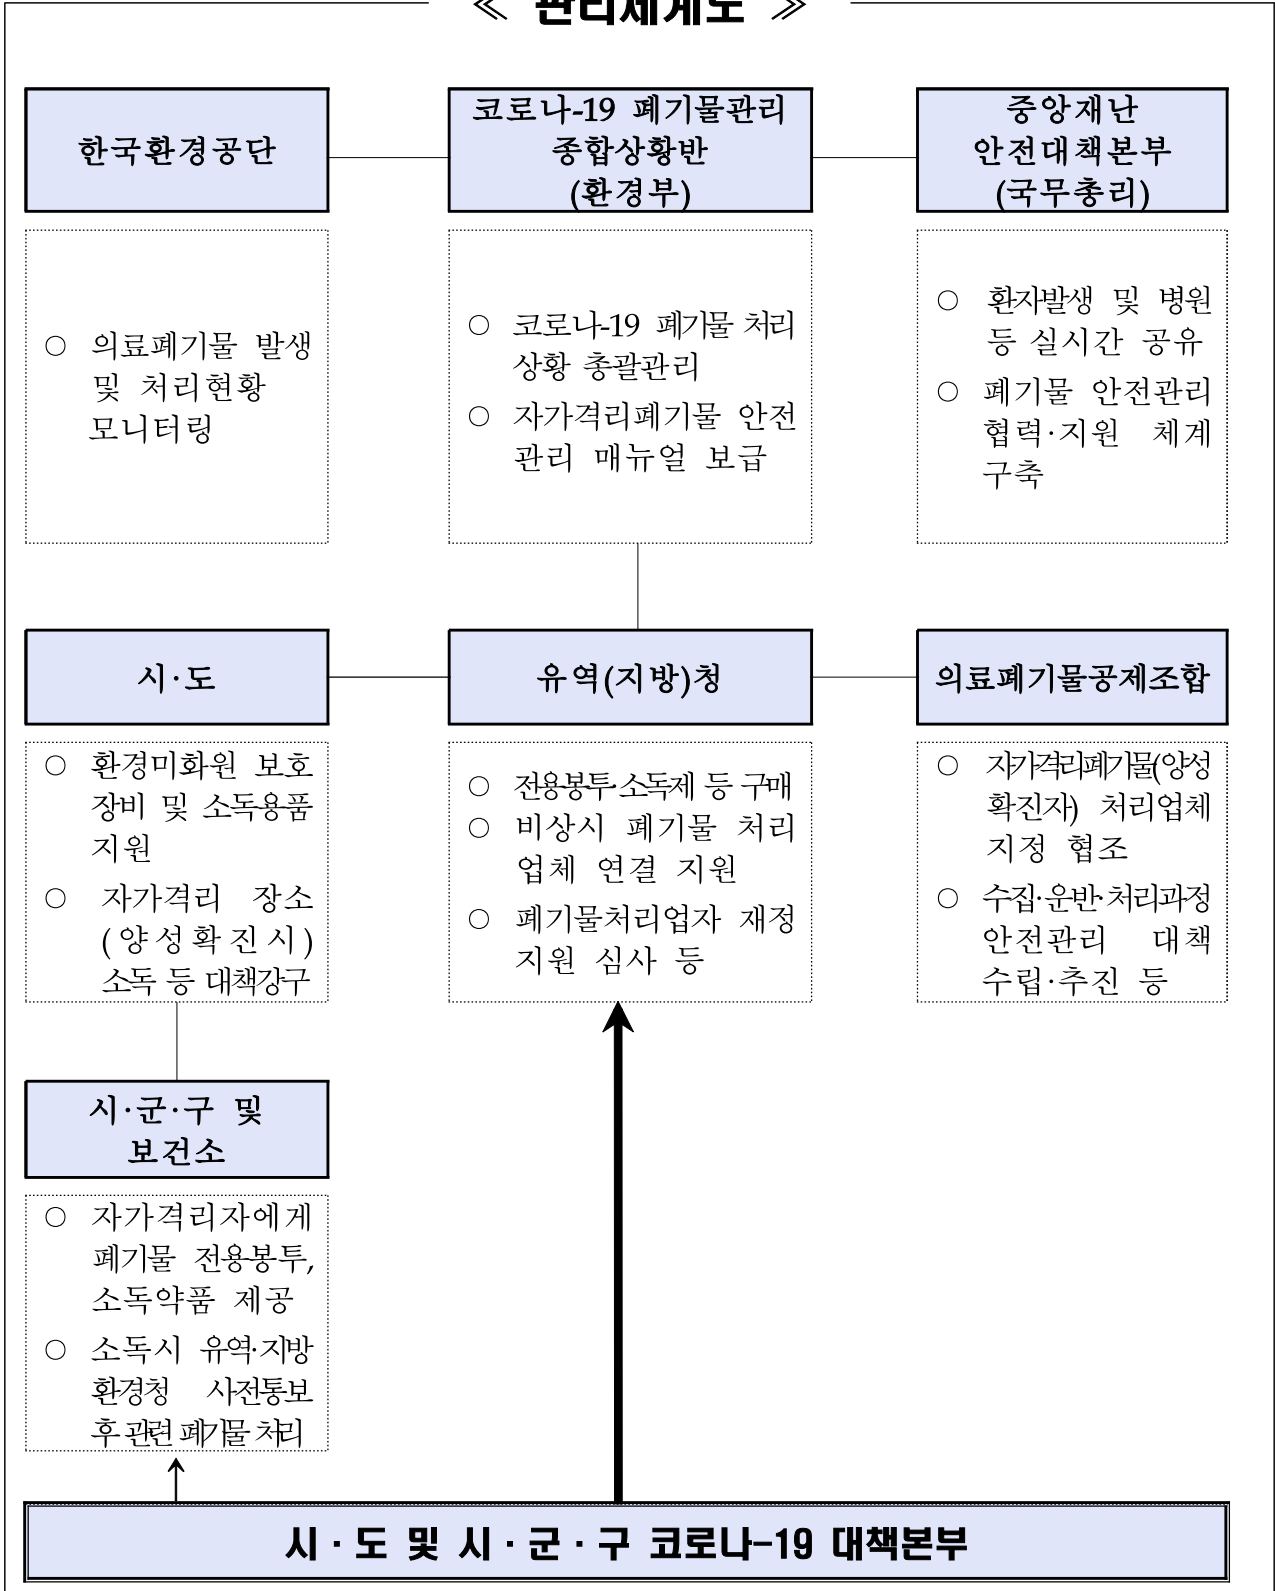 ≪ 관리체계도 ≫
한국환경공단
코로나-19 폐기물관리
종합상황반
(환경부)
중앙재난
안전대책본부
(국무총리)
○ 의료폐기물 발생
및 처리현황
모니터링
○ 코로나-19 폐기물 처리
상황 총괄관리
○ 자가격리폐기물 안전
관리 매뉴얼 보급
○ 환자발생 및 병원
등 실시간 공유
○ 폐기물 안전관리
협력·지원 체계
구축
시·도
유역(지방)청
의료폐기물공제조합
○ 환경미화원 보호
장비 및 소독용품
지원
○ 자가격리 장소
(양성확진시)
소독 등 대책강구
○ 전용봉투·소독제 등 구매
○ 비상시 폐기물 처리
업체 연결 지원
○ 폐기물처리업자 재정
지원 심사 등
○ 자가격리폐기물(양성
확진자) 처리업체
지정 협조
○ 수집·운반·처리과정
안전관리 대책
수립·추진 등
시·군·구 및
보건소
○ 자가격리자에게
폐기물 전용봉투,
소독약품 제공
○ 소독시 유역·지방
환경청 사전통보
후 관련 폐기물 처리
시·도 및 시·군·구 코로나-19 대책본부